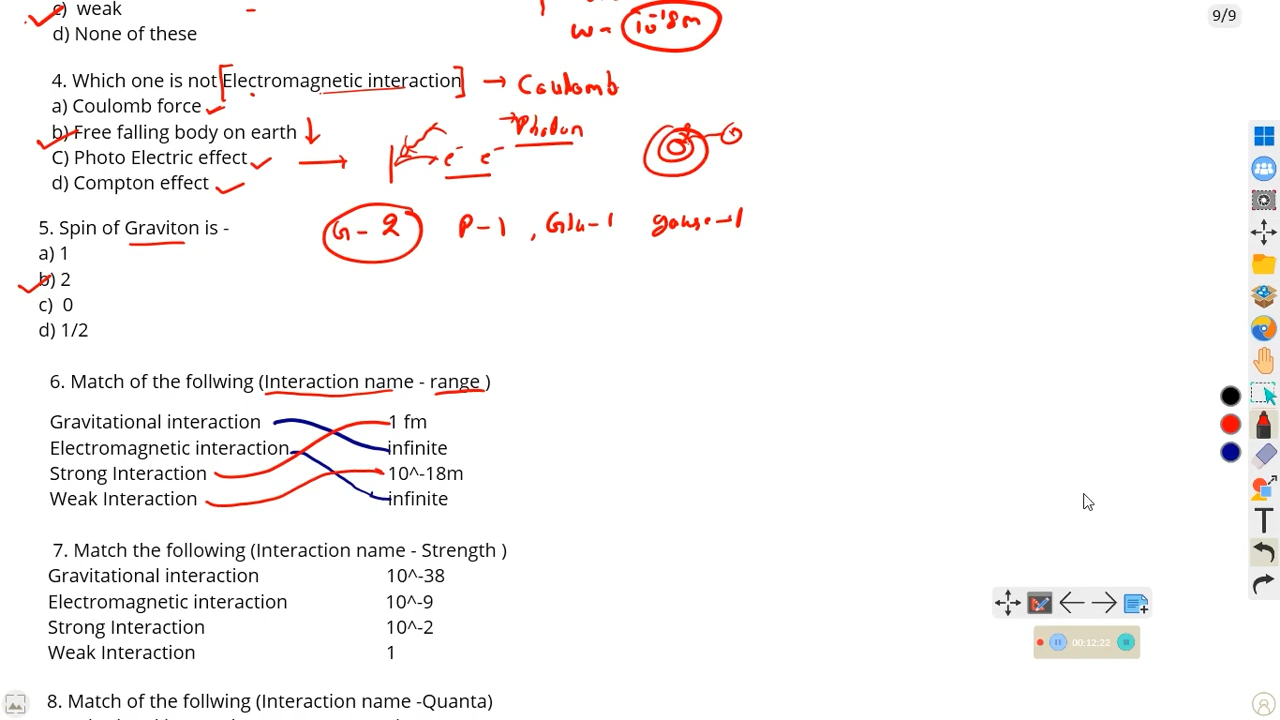 c) weak
d) None of these
w - 10^-18m
9/9
4. Which one is not [Electromagnetic interaction] → Coulomb
a) Coulomb force
b) Free falling body on earth
→ Photon
C) Photo Electric effect
e- e-
d) Compton effect
5. Spin of Graviton is -
G - 2 P - 1 , Glu - 1
a) 1
b) 2
c) 0
d) 1/2
6. Match of the follwing (Interaction name - range )
Gravitational interaction 1 fm
Electromagnetic interaction infinite
Strong Interaction 10^-18m
Weak Interaction infinite
7. Match the following (Interaction name - Strength )
Gravitational interaction 10^-38
Electromagnetic interaction 10^-9
Strong Interaction 10^-2
Weak Interaction 1
00:12:22
8. Match of the following (Interaction name -Quanta)